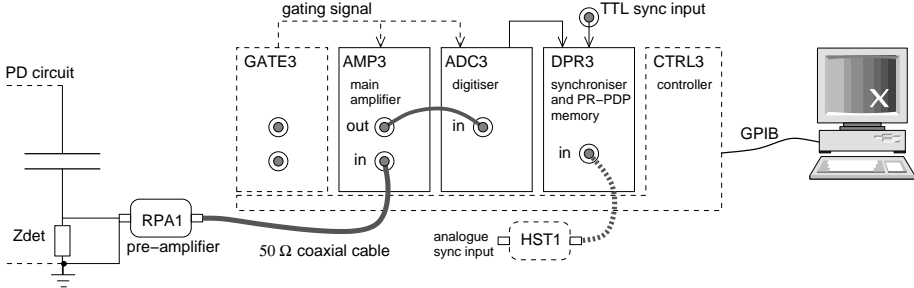 gating signal
TTL sync input
PD circuit
GATE3
AMP3
main
amplifier
out
in
ADC3
digitiser
in
DPR3
synchroniser
and PR−PDP
memory
in
CTRL3
controller
X
GPIB
Zdet
RPA1
pre−amplifier
50 Ω coaxial cable
analogue
sync input
HST1